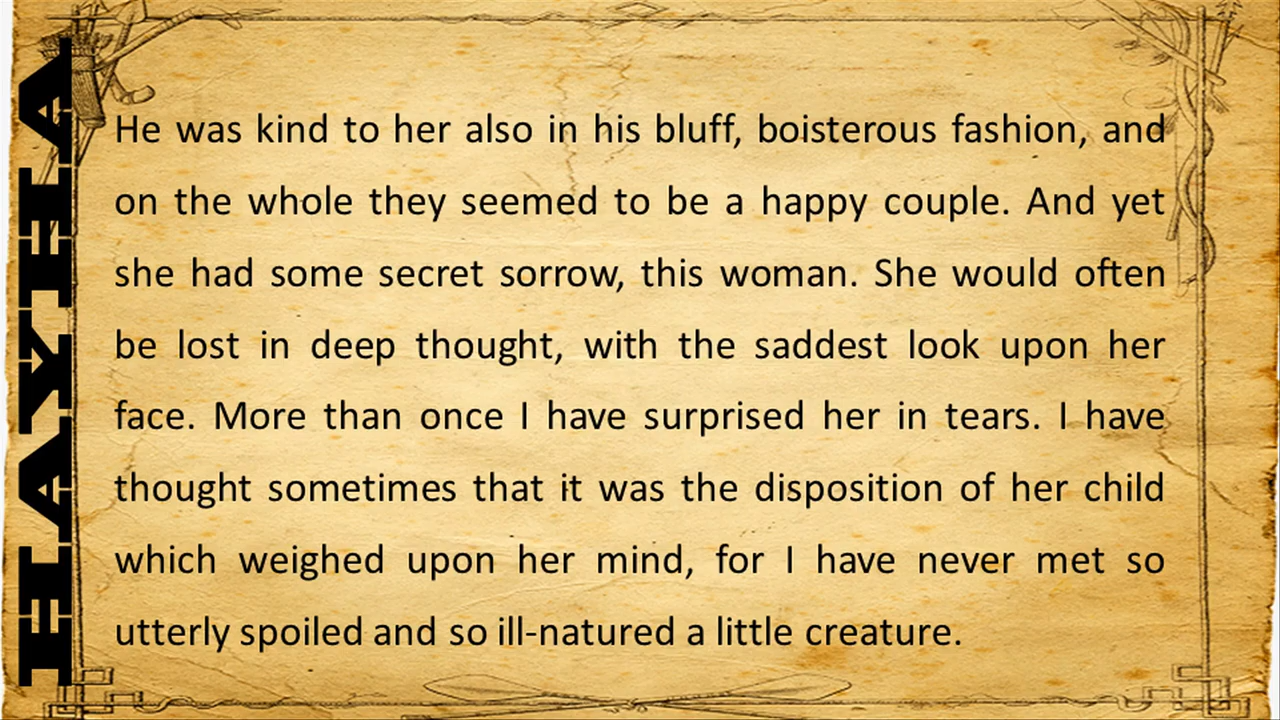 HAYHA
He was kind to her also in his bluff, boisterous fashion, and
on the whole they seemed to be a happy couple. And yet
she had some secret sorrow, this woman. She would often
be lost in deep thought, with the saddest look upon her
face. More than once I have surprised her in tears. I have
thought sometimes that it was the disposition of her child
which weighed upon her mind, for I have never met so
utterly spoiled and so ill-natured a little creature.